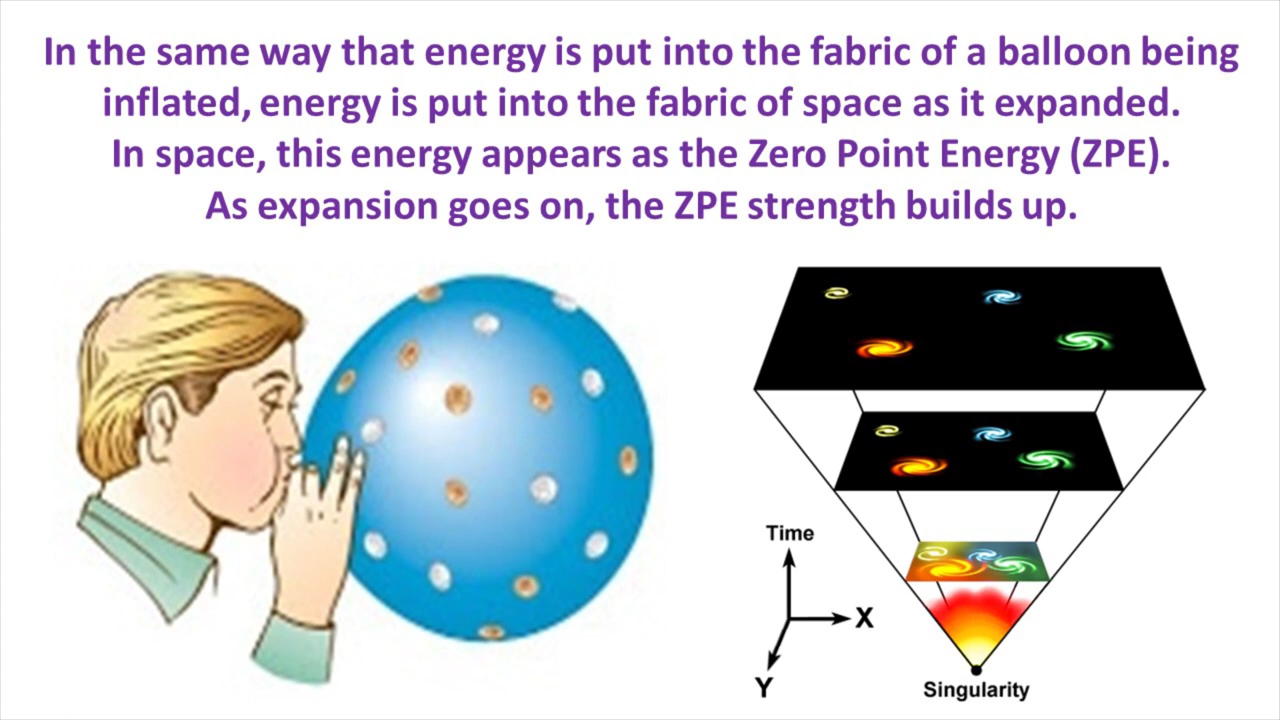 In the same way that energy is put into the fabric of a balloon being
inflated, energy is put into the fabric of space as it expanded.
In space, this energy appears as the Zero Point Energy (ZPE).
As expansion goes on, the ZPE strength builds up.
Time
X
Y
Singularity